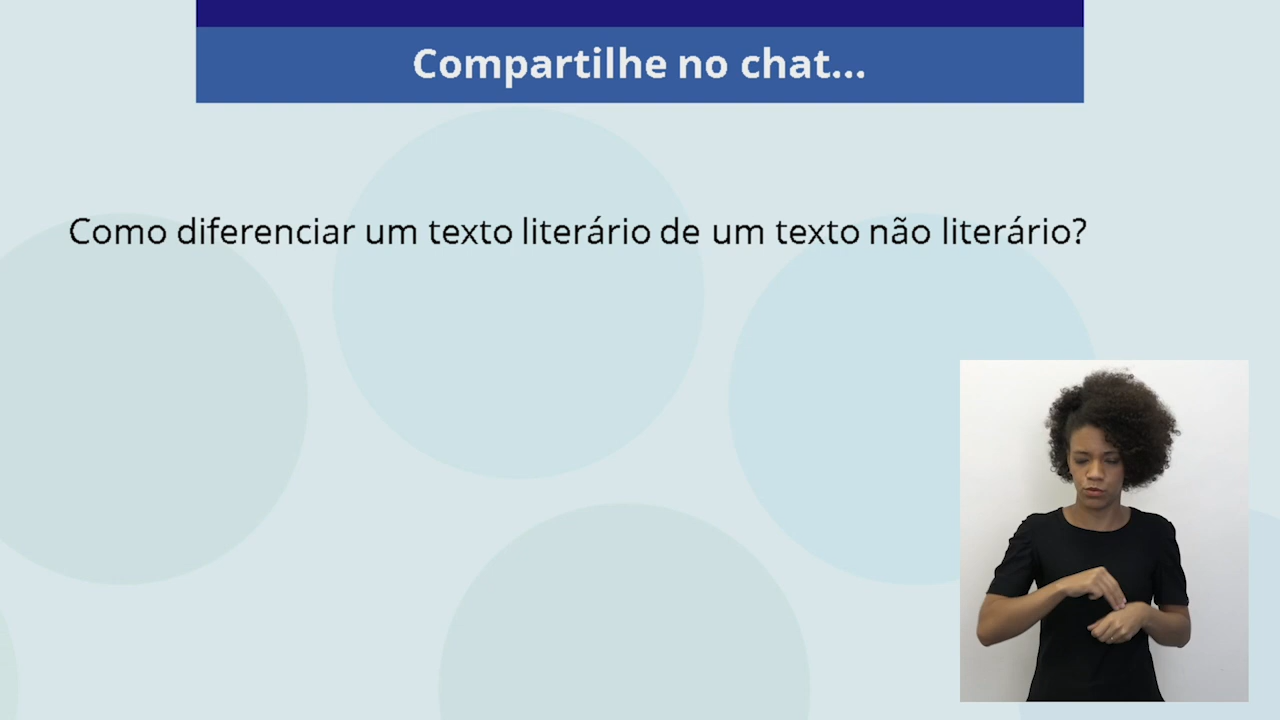 Compartilhe no chat...
Como diferenciar um texto literário de um texto não literário?